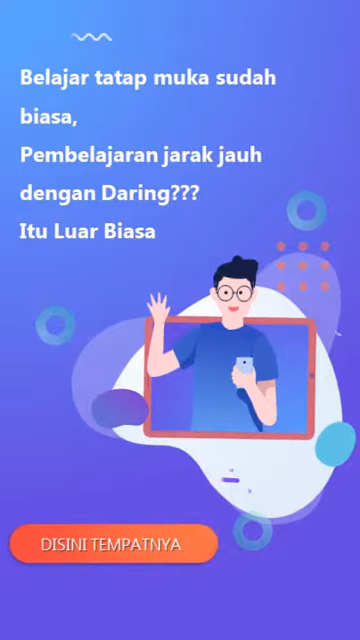 Belajar tatap muka sudah
biasa,
Pembelajaran jarak jauh
dengan Daring???
Itu Luar Biasa
DISINI TEMPATNYA